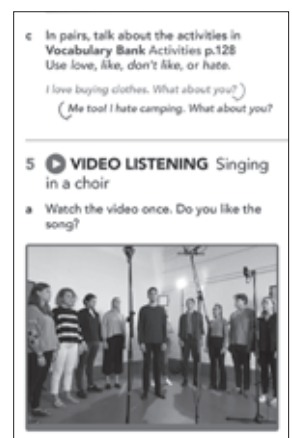 c In pairs, talk about the activities in
Vocabulary Bank Activities p.128
Use love, like, don't like, or hate.
I love buying clothes. What about you?
Me too! I hate camping. What about you?
5 VIDEO LISTENING Singing
in a choir
a Watch the video once. Do you like the
song?